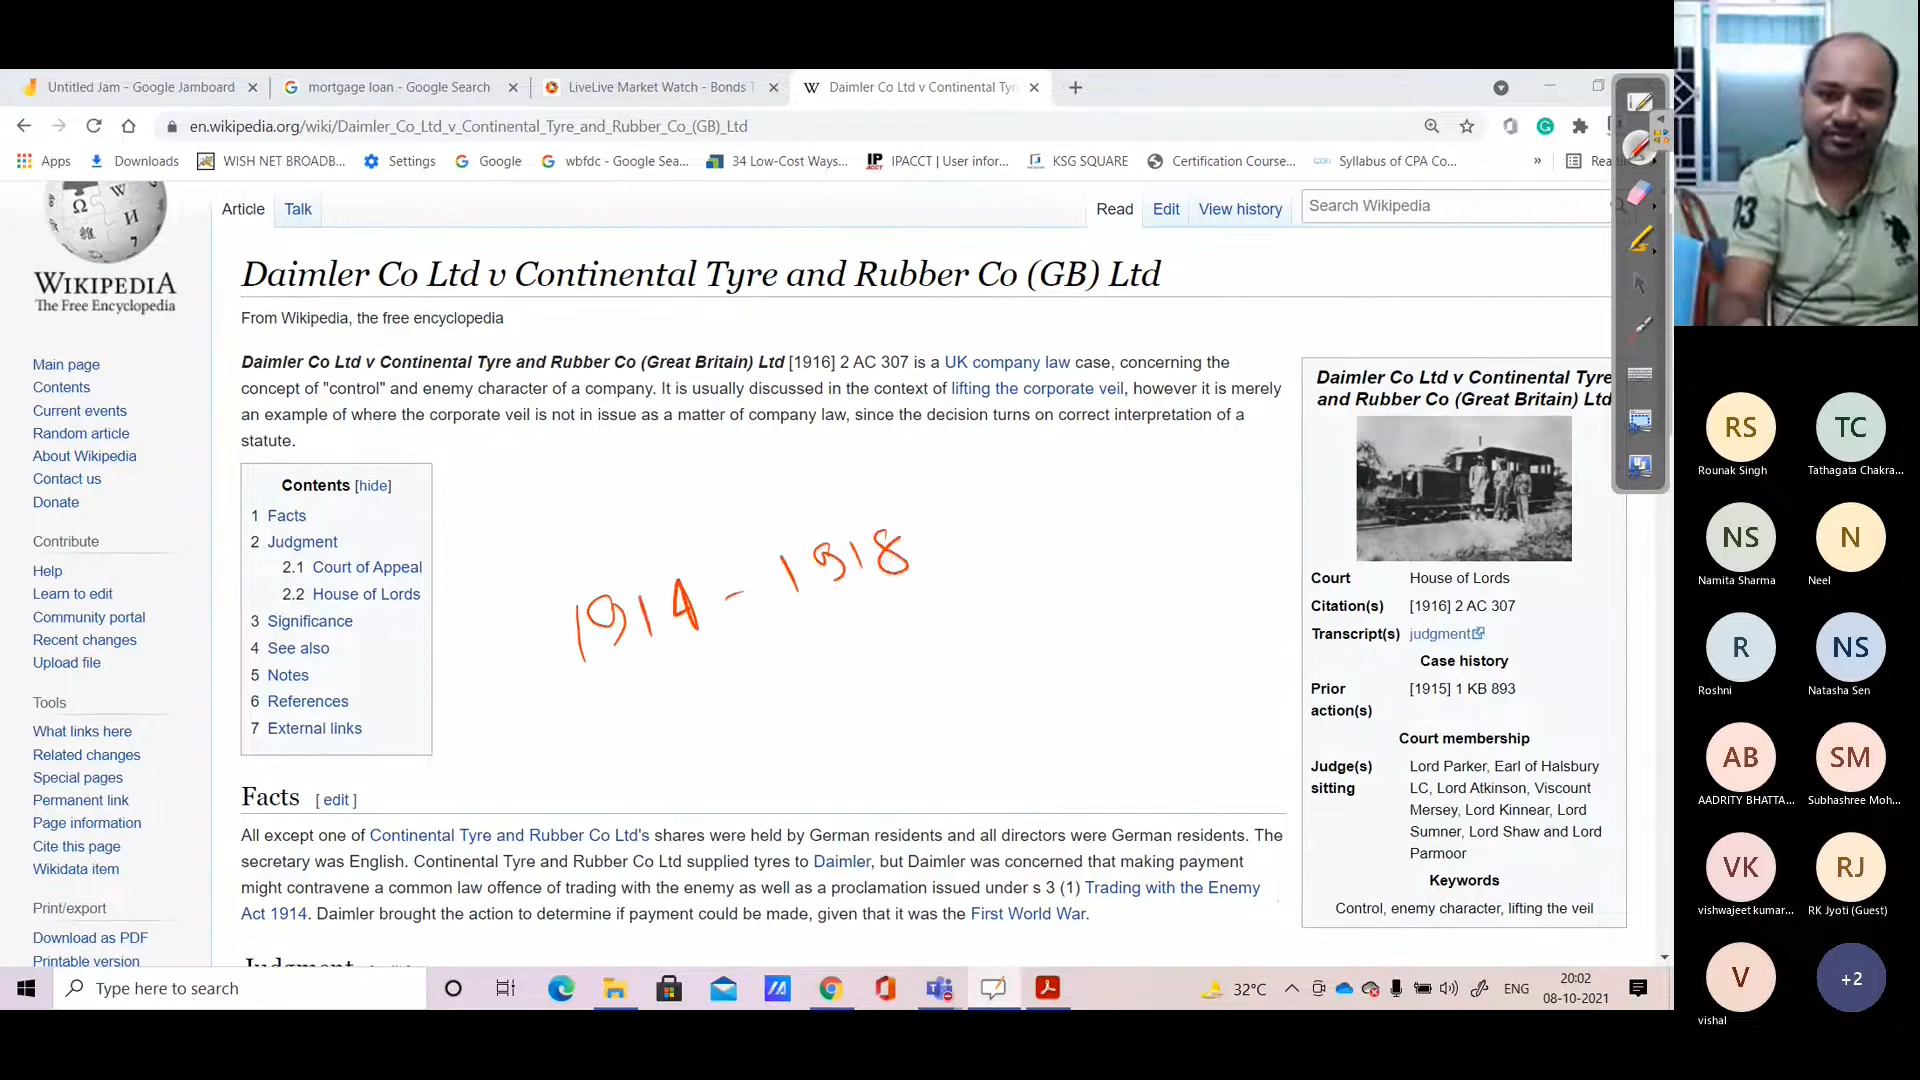 Untitled Jam - Google Jamboard
mortgage loan - Google Search
LiveLive Market Watch - Bonds T
Daimler Co Ltd v Continental Tyr
en.wikipedia.org/wiki/Daimler_Co_Ltd_v_Continental_Tyre_and_Rubber_Co_(GB)_Ltd
Apps
Downloads
WISH NET BROADB...
Settings
Google
wbfdc - Google Sea...
34 Low-Cost Ways...
IPACCT | User infor...
KSG SQUARE
Certification Course...
Syllabus of CPA Co...
»
WIKIPEDIA
The Free Encyclopedia
Main page
Contents
Current events
Random article
About Wikipedia
Contact us
Donate
Contribute
Help
Learn to edit
Community portal
Recent changes
Upload file
Tools
What links here
Related changes
Special pages
Permanent link
Page information
Cite this page
Wikidata item
Print/export
Download as PDF
Printable version
Article Talk
Read Edit View history
Search Wikipedia
Daimler Co Ltd v Continental Tyre and Rubber Co (GB) Ltd
From Wikipedia, the free encyclopedia
Daimler Co Ltd v Continental Tyre and Rubber Co (Great Britain) Ltd [1916] 2 AC 307 is a UK company law case, concerning the
concept of "control" and enemy character of a company. It is usually discussed in the context of lifting the corporate veil, however it is merely
an example of where the corporate veil is not in issue as a matter of company law, since the decision turns on correct interpretation of a
statute.
Contents [hide]
1 Facts
2 Judgment
2.1 Court of Appeal
2.2 House of Lords
3 Significance
4 See also
5 Notes
6 References
7 External links
1914 - 1918
Facts [ edit ]
All except one of Continental Tyre and Rubber Co Ltd's shares were held by German residents and all directors were German residents. The
secretary was English. Continental Tyre and Rubber Co Ltd supplied tyres to Daimler, but Daimler was concerned that making payment
might contravene a common law offence of trading with the enemy as well as a proclamation issued under s 3 (1) Trading with the Enemy
Act 1914. Daimler brought the action to determine if payment could be made, given that it was the First World War.
Daimler Co Ltd v Continental Tyre
and Rubber Co (Great Britain) Ltd
Court House of Lords
Citation(s) [1916] 2 AC 307
Transcript(s) judgment
Case history
Prior action(s) [1915] 1 KB 893
Court membership
Judge(s) sitting
Lord Parker, Earl of Halsbury
LC, Lord Atkinson, Viscount
Mersey, Lord Kinnear, Lord
Sumner, Lord Shaw and Lord
Parmoor
Keywords
Control, enemy character, lifting the veil
Type here to search
32°C
ENG
20:02
08-10-2021
03
RS
Rounak Singh
TC
Tathagata Chakra...
NS
Namita Sharma
N
Neel
R
Roshni
NS
Natasha Sen
AB
AADRITY BHATTA...
SM
Subhashree Moh...
VK
vishwajeet kumar...
RJ
RK Jyoti (Guest)
V
vishal
+2